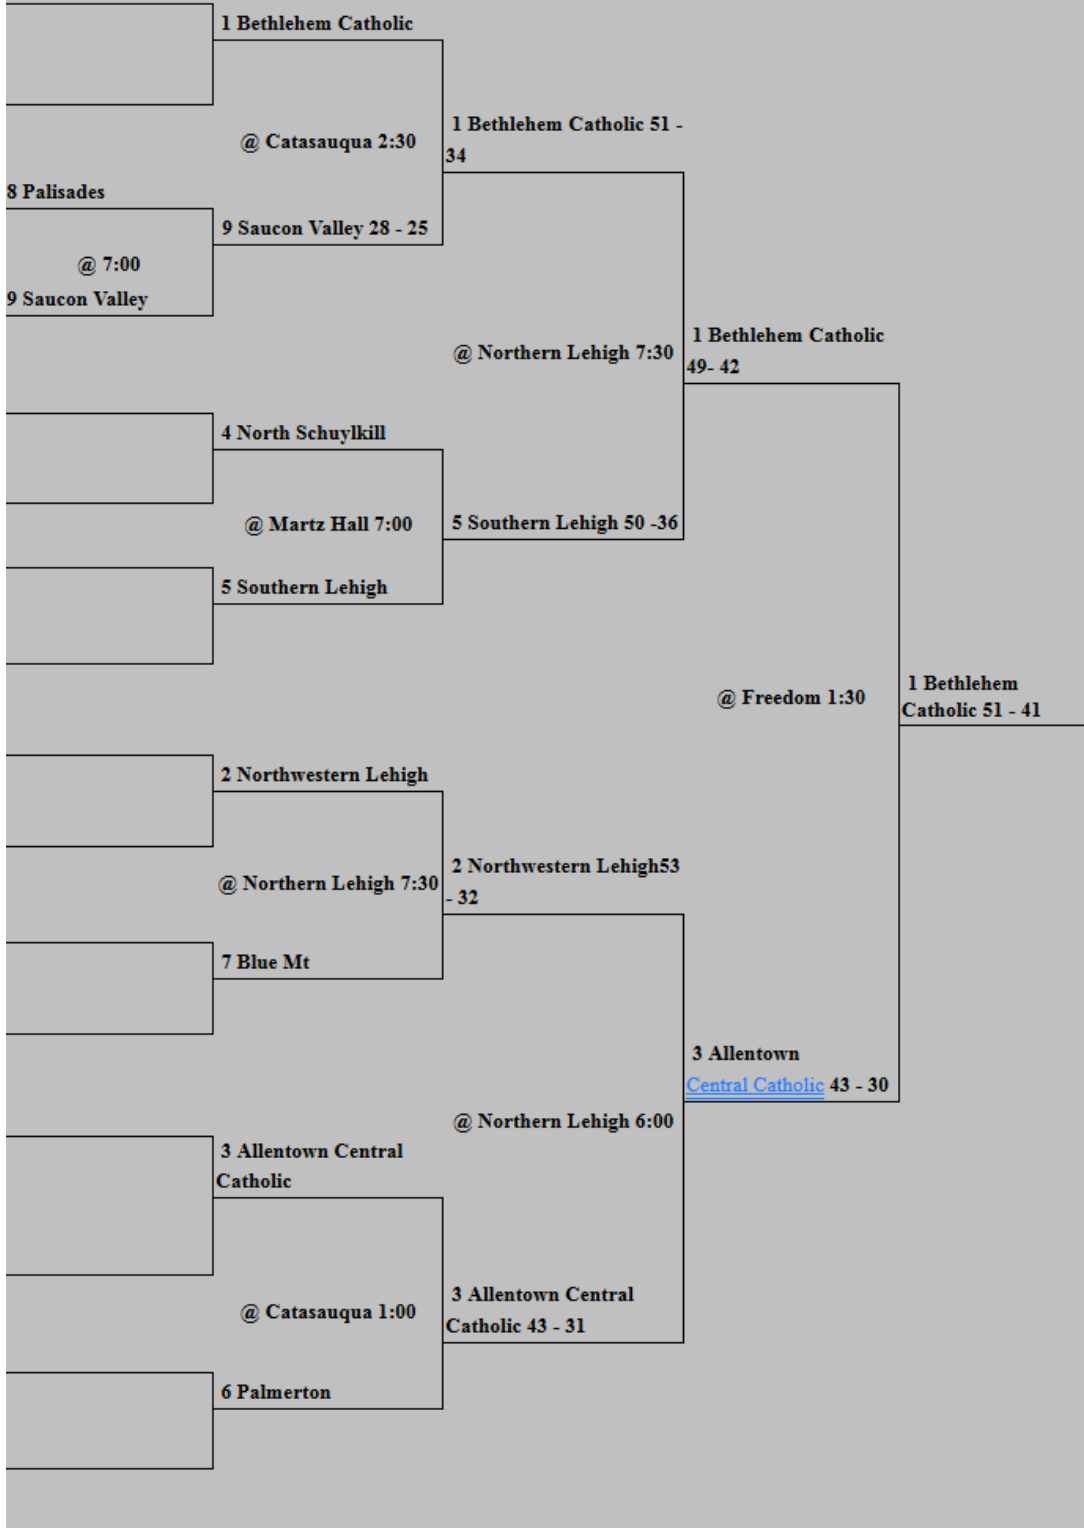 1 Bethlehem Catholic
1 Bethlehem Catholic 51 -
34
@ Catasauqua 2:30
8 Palisades
9 Saucon Valley 28 - 25
@ 7:00
9 Saucon Valley
1 Bethlehem Catholic
49- 42
@ Northern Lehigh 7:30
4 North Schuylkill
@ Martz Hall 7:00
5 Southern Lehigh 50 -36
5 Southern Lehigh
1 Bethlehem
Catholic 51 - 41
@ Freedom 1:30
2 Northwestern Lehigh
2 Northwestern Lehigh53
- 32
@ Northern Lehigh 7:30
7 Blue Mt
3 Allentown
Central Catholic 43 - 30
@ Northern Lehigh 6:00
3 Allentown Central
Catholic
3 Allentown Central
Catholic 43 - 31
@ Catasauqua 1:00
6 Palmerton